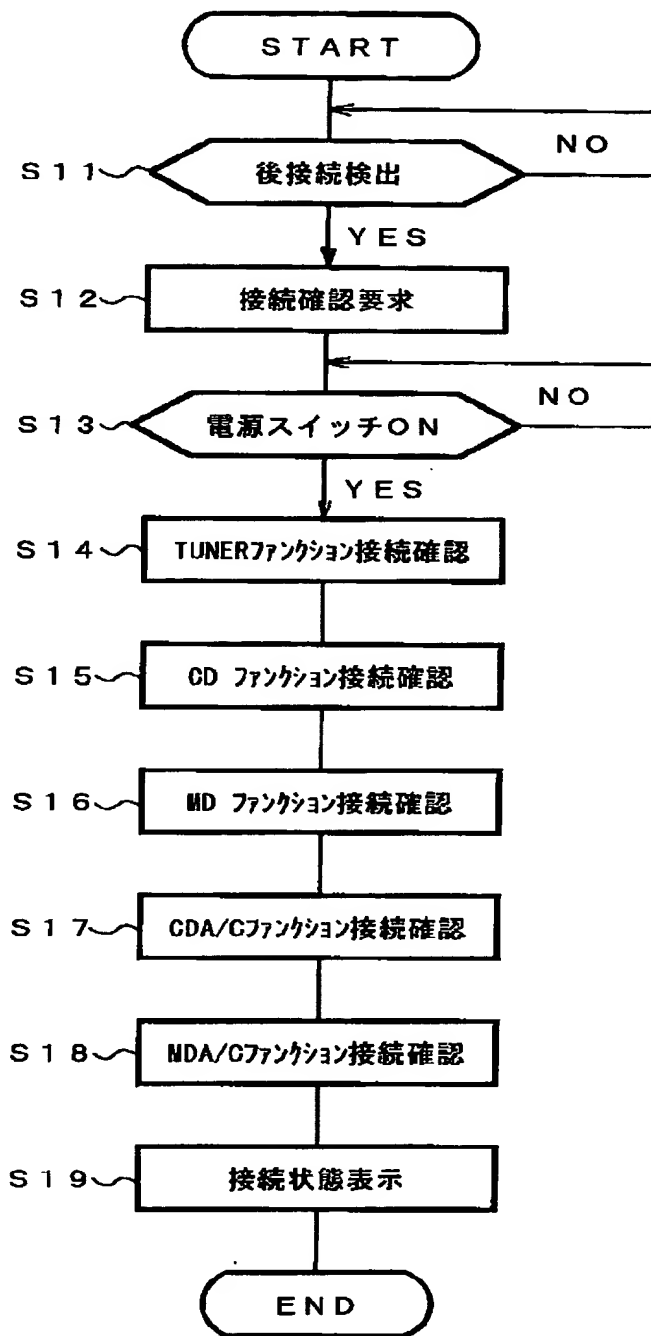 START
NO
S11 後接続検出
YES
S12 接続確認要求
NO
S13 電源スイッチON
YES
S14 TUNERファンクション接続確認
S15 CD ファンクション接続確認
S16 MD ファンクション接続確認
S17 CDA/Cファンクション接続確認
S18 MDA/Cファンクション接続確認
S19 接続状態表示
END